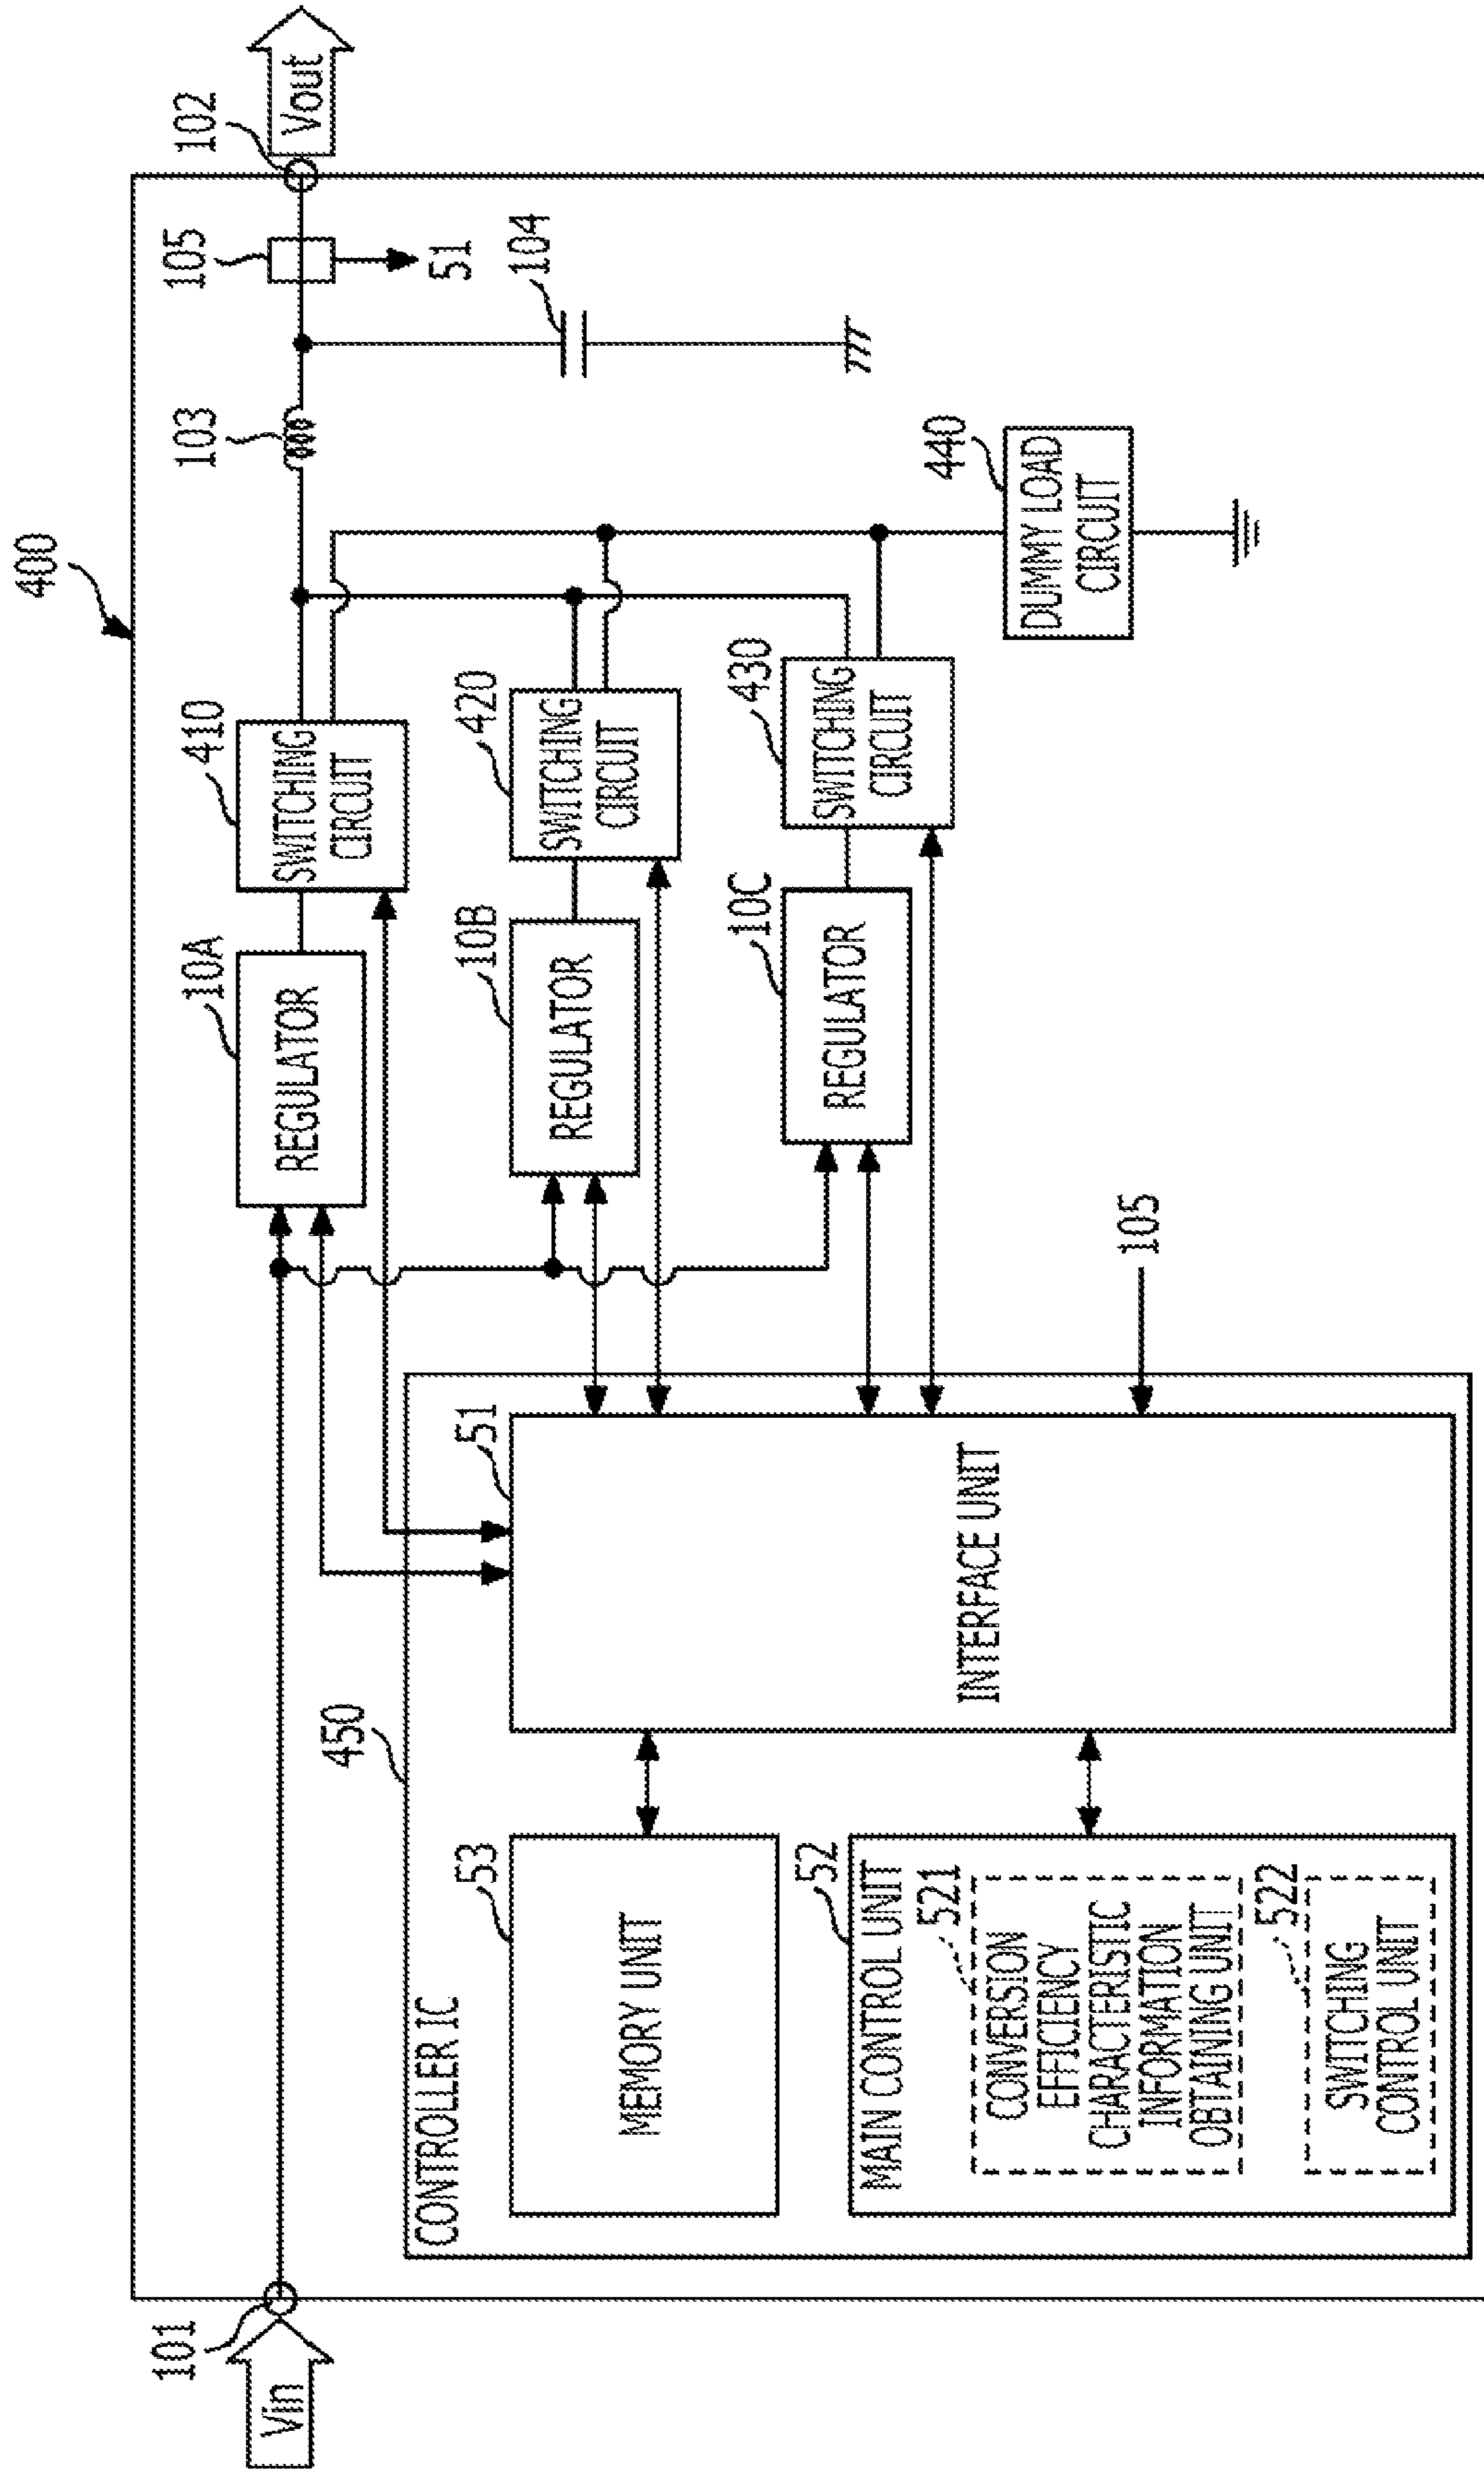 400
Vin
101
450
CONTROLLER IC
53
MEMORY UNIT
52
MAIN CONTROL UNIT
521
CONVERSION
EFFICIENCY
CHARACTERISTIC
INFORMATION
OBTAINING UNIT
522
SWITCHING
CONTROL UNIT
51
INTERFACE UNIT
105
10A
REGULATOR
10B
REGULATOR
10C
REGULATOR
410
SWITCHING
CIRCUIT
420
SWITCHING
CIRCUIT
430
SWITCHING
CIRCUIT
440
DUMMY LOAD
CIRCUIT
103
104
105
51
102
Vout